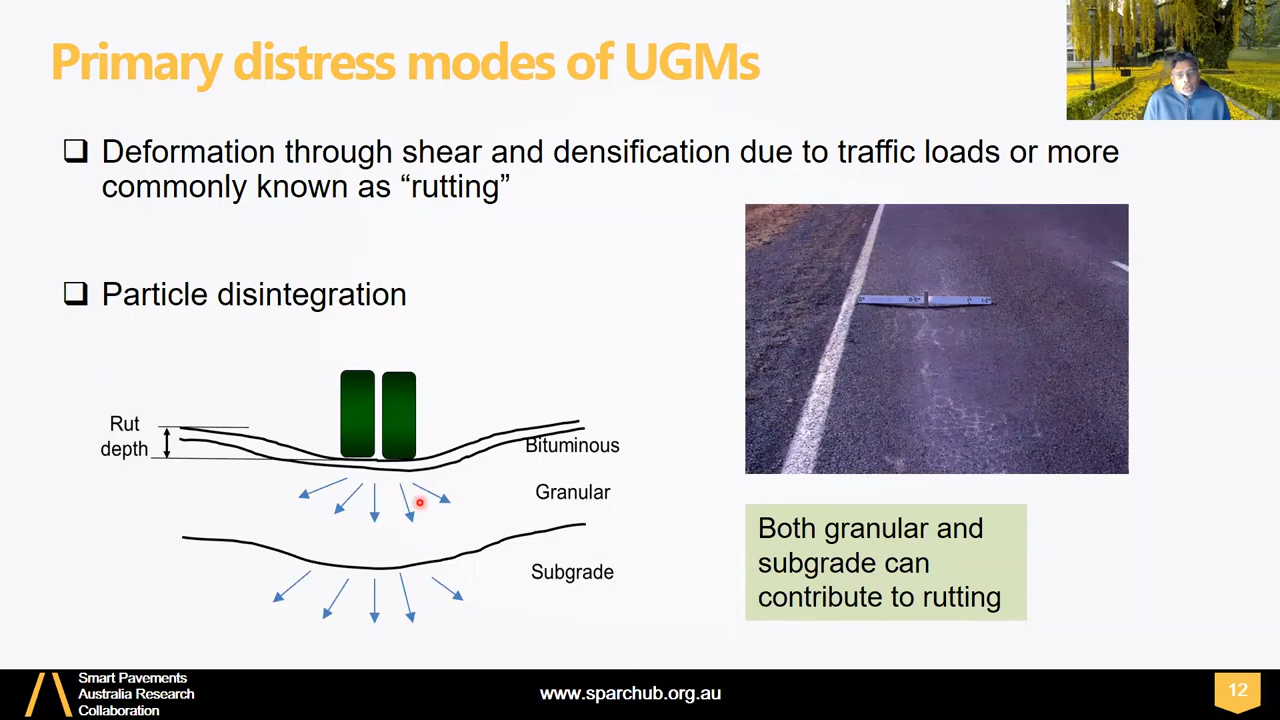 Primary distress modes of UGMs
Deformation through shear and densification due to traffic loads or more
commonly known as “rutting”
Particle disintegration
Rut
depth
Bituminous
Granular
Subgrade
Both granular and
subgrade can
contribute to rutting
Smart Pavements
Australia Research
Collaboration
www.sparchub.org.au
12